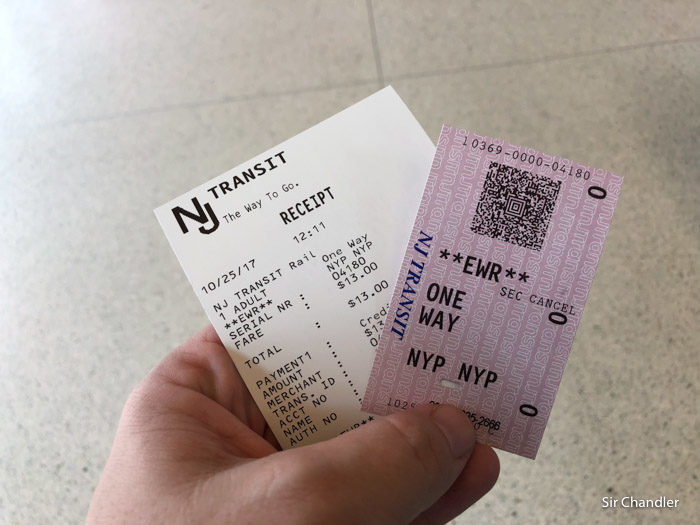 NJ TRANSIT
The Way To Go.
RECEIPT
10/25/17 12:11
NJ TRANSIT Rail One Way
1 ADULT NYP NYP
**EWR** 04180
SERIAL NR : $13.00
FARE
TOTAL : $13.00
PAYMENT1 :
AMOUNT :
MERCHANT :
TRANS. ID :
ACCT NO :
NAME :
AUTH NO :
10369-0000-04180
NJ TRANSIT
**EWR**
SEC CANCEL
ONE
WAY
NYP NYP
Sir Chandler